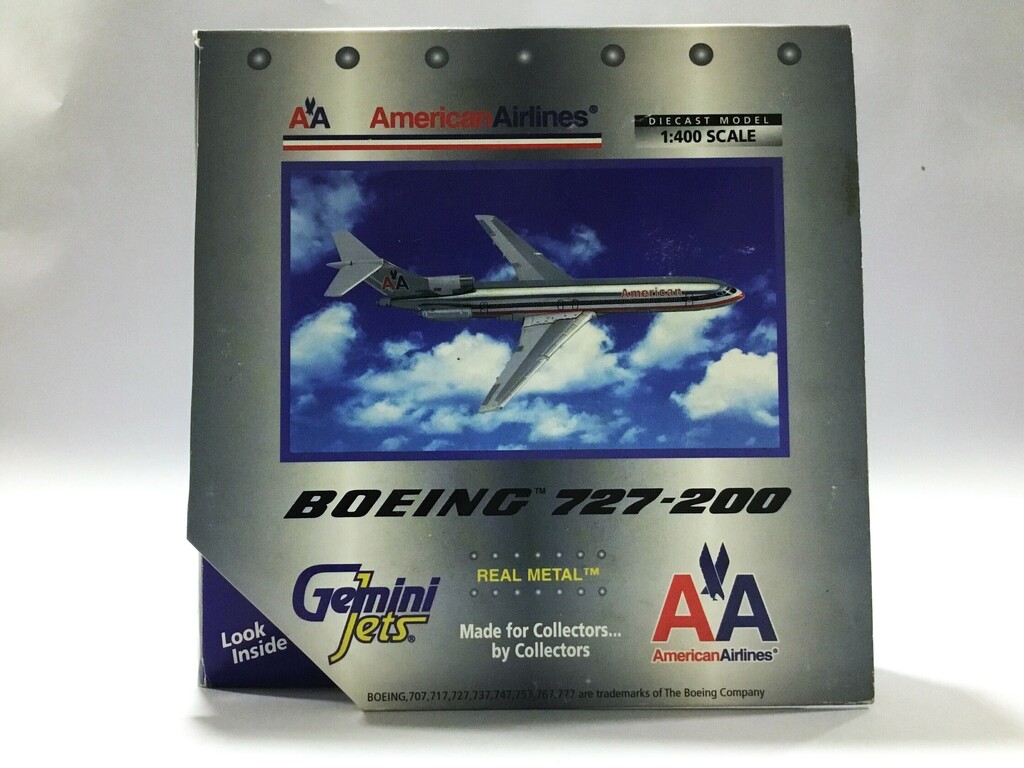 AA AmericanAirlines®
DIECAST MODEL
1:400 SCALE
American
AA
BOEING™ 727-200
Gemini
Jets®
REAL METAL™
Made for Collectors...
by Collectors
AA
AmericanAirlines®
Look
Inside
BOEING,707,717,727,737,747,757,767,777 are trademarks of The Boeing Company